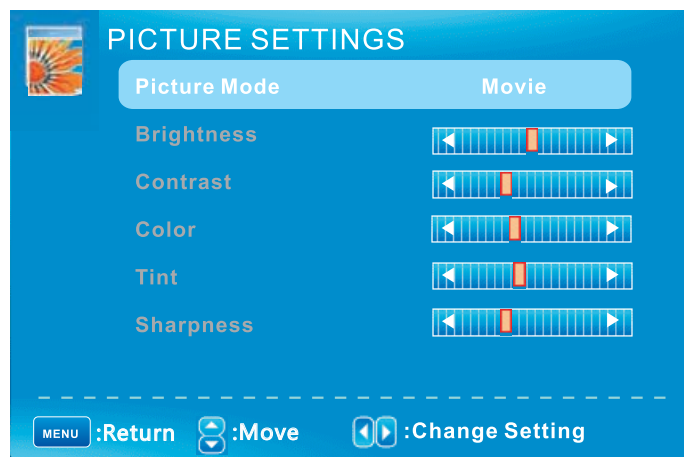 PICTURE SETTINGS
Picture Mode Movie
Brightness
Contrast
Color
Tint
Sharpness
MENU :Return :Move :Change Setting